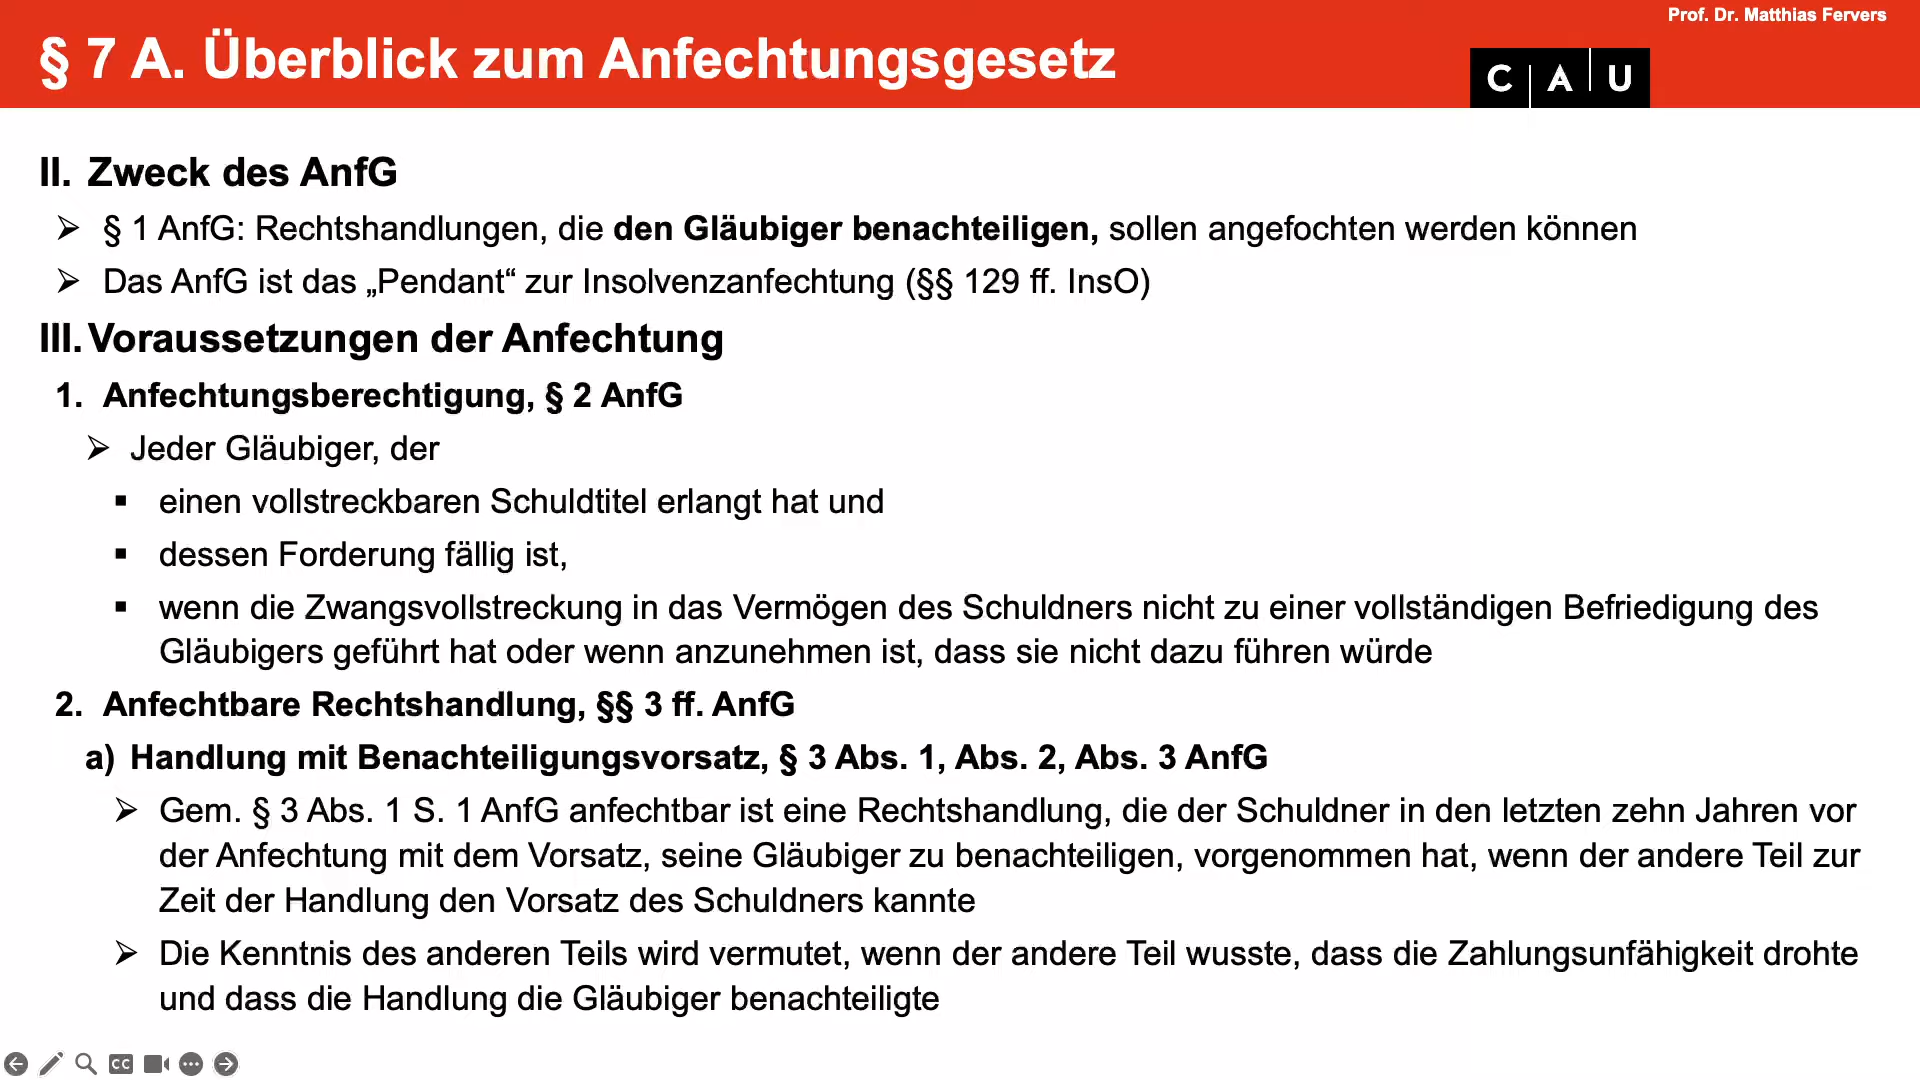 Prof. Dr. Matthias Fervers
§ 7 A. Überblick zum Anfechtungsgesetz
C A U
II. Zweck des AnfG
➢ § 1 AnfG: Rechtshandlungen, die den Gläubiger benachteiligen, sollen angefochten werden können
➢ Das AnfG ist das „Pendant“ zur Insolvenzanfechtung (§§ 129 ff. InsO)
III. Voraussetzungen der Anfechtung
1. Anfechtungsberechtigung, § 2 AnfG
➢ Jeder Gläubiger, der
▪ einen vollstreckbaren Schuldtitel erlangt hat und
▪ dessen Forderung fällig ist,
▪ wenn die Zwangsvollstreckung in das Vermögen des Schuldners nicht zu einer vollständigen Befriedigung des
Gläubigers geführt hat oder wenn anzunehmen ist, dass sie nicht dazu führen würde
2. Anfechtbare Rechtshandlung, §§ 3 ff. AnfG
a) Handlung mit Benachteiligungsvorsatz, § 3 Abs. 1, Abs. 2, Abs. 3 AnfG
➢ Gem. § 3 Abs. 1 S. 1 AnfG anfechtbar ist eine Rechtshandlung, die der Schuldner in den letzten zehn Jahren vor
der Anfechtung mit dem Vorsatz, seine Gläubiger zu benachteiligen, vorgenommen hat, wenn der andere Teil zur
Zeit der Handlung den Vorsatz des Schuldners kannte
➢ Die Kenntnis des anderen Teils wird vermutet, wenn der andere Teil wusste, dass die Zahlungsunfähigkeit drohte
und dass die Handlung die Gläubiger benachteiligte
CC